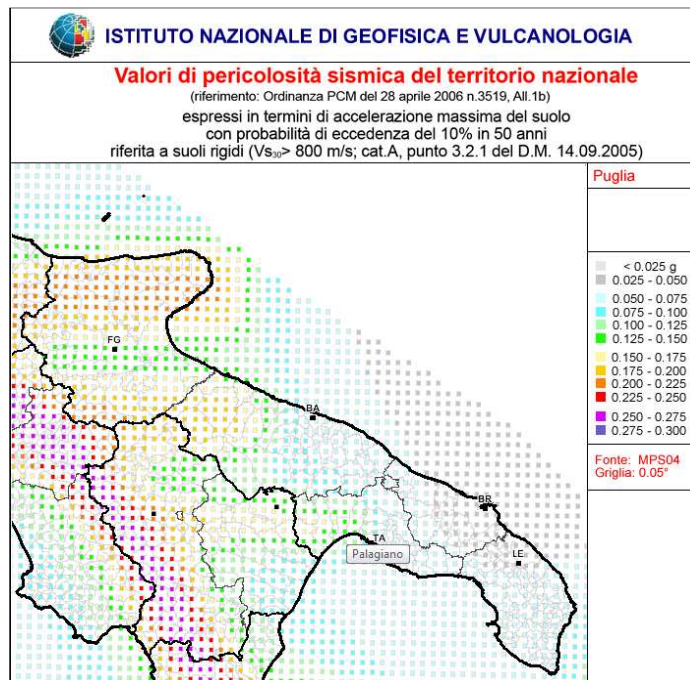 ISTITUTO NAZIONALE DI GEOFISICA E VULCANOLOGIA
Valori di pericolosità sismica del territorio nazionale
(riferimento: Ordinanza PCM del 28 aprile 2006 n.3519, All.1b)
espressi in termini di accelerazione massima del suolo
con probabilità di eccedenza del 10% in 50 anni
riferita a suoli rigidi (Vs₃₀> 800 m/s; cat.A, punto 3.2.1 del D.M. 14.09.2005)
Puglia
< 0.025 g
0.025 - 0.050
0.050 - 0.075
0.075 - 0.100
0.100 - 0.125
0.125 - 0.150
0.150 - 0.175
0.175 - 0.200
0.200 - 0.225
0.225 - 0.250
0.250 - 0.275
0.275 - 0.300
Fonte: MPS04
Griglia: 0.05°
FG
BA
BR
TA
Palagiano
LE